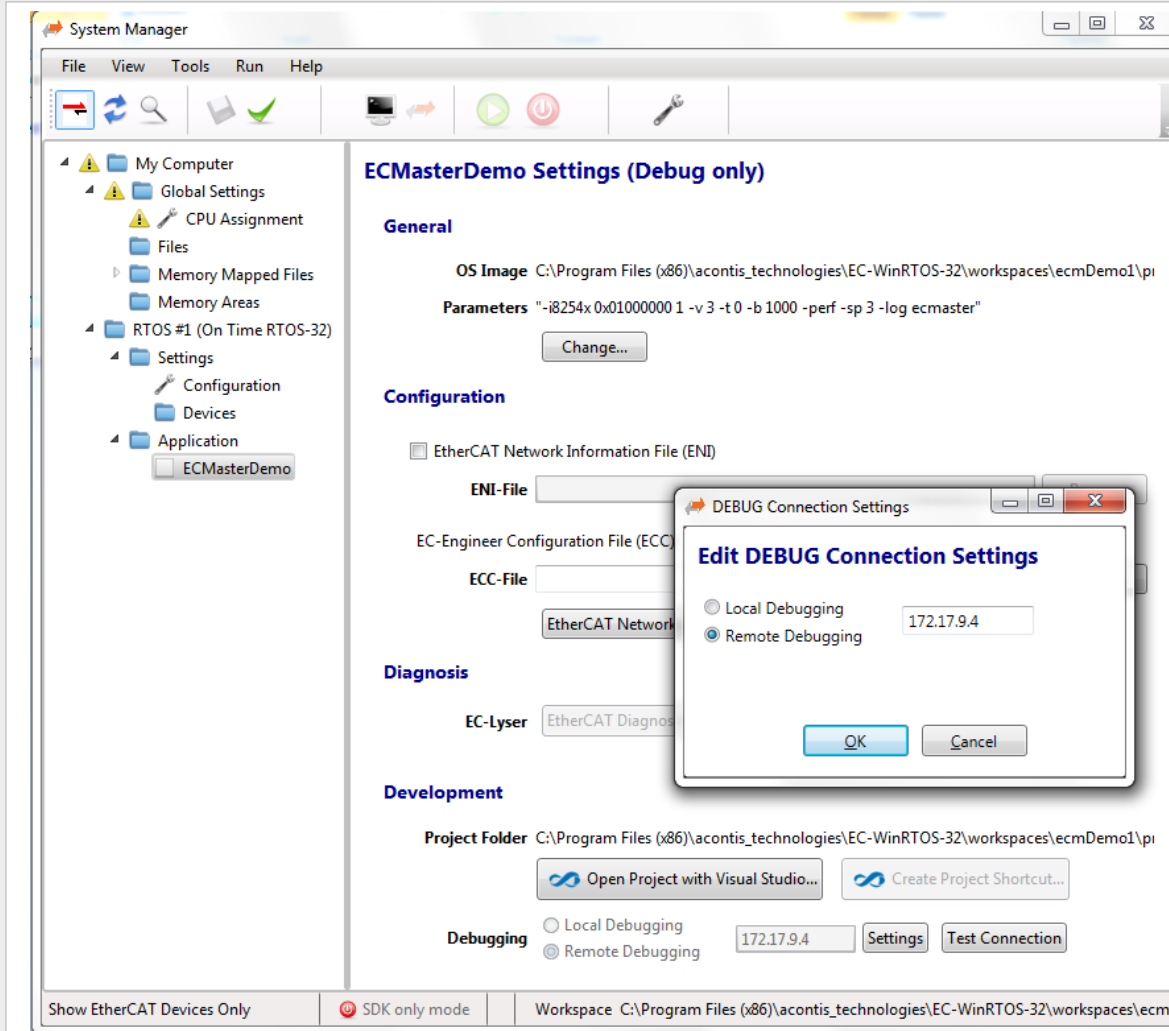 System Manager
File View Tools Run Help
My Computer
Global Settings
CPU Assignment
Files
Memory Mapped Files
Memory Areas
RTOS #1 (On Time RTOS-32)
Settings
Configuration
Devices
Application
ECMasterDemo
ECMasterDemo Settings (Debug only)
General
OS Image C:\Program Files (x86)\acontis_technologies\EC-WinRTOS-32\workspaces\ecmDemo1\pr
Parameters "-i8254x 0x01000000 1 -v 3 -t 0 -b 1000 -perf -sp 3 -log ecmaster"
Change...
Configuration
EtherCAT Network Information File (ENI)
ENI-File
EC-Engineer Configuration File (ECC)
ECC-File
EtherCAT Network
Diagnosis
EC-Lyser EtherCAT Diagnos
Development
Project Folder C:\Program Files (x86)\acontis_technologies\EC-WinRTOS-32\workspaces\ecmDemo1\pr
Open Project with Visual Studio... Create Project Shortcut...
Debugging
Local Debugging
Remote Debugging
172.17.9.4 Settings Test Connection
DEBUG Connection Settings
Edit DEBUG Connection Settings
Local Debugging
Remote Debugging
172.17.9.4
OK Cancel
Show EtherCAT Devices Only SDK only mode Workspace C:\Program Files (x86)\acontis_technologies\EC-WinRTOS-32\workspaces\ecm